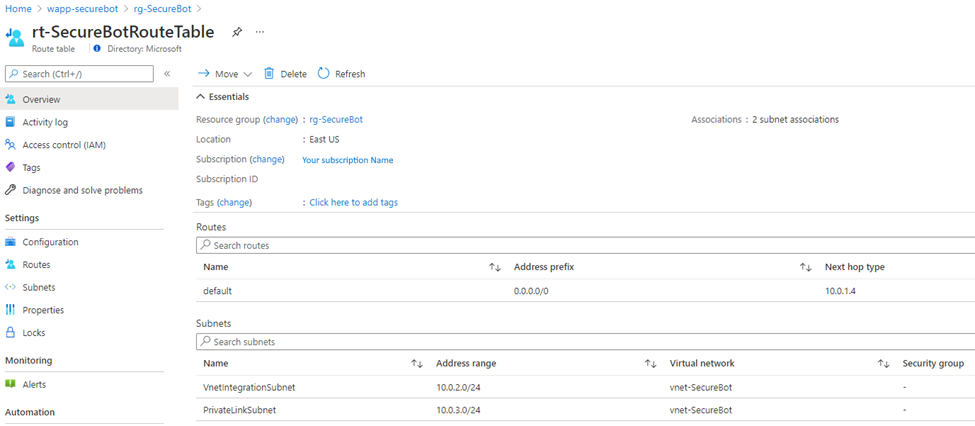 Home > wapp-securebot > rg-SecureBot >
rt-SecureBotRouteTable ...
Route table Directory: Microsoft
Search (Ctrl+/) «
Overview
Activity log
Access control (IAM)
Tags
Diagnose and solve problems
Settings
Configuration
Routes
Subnets
Properties
Locks
Monitoring
Alerts
Automation
Move Delete Refresh
Essentials
Resource group (change) : rg-SecureBot Associations : 2 subnet associations
Location : East US
Subscription (change) Your subscription Name
Subscription ID
Tags (change) : Click here to add tags
Routes
Search routes
Name Address prefix Next hop type
default 0.0.0.0/0 10.0.1.4
Subnets
Search subnets
Name Address range Virtual network Security group
VnetIntegrationSubnet 10.0.2.0/24 vnet-SecureBot -
PrivateLinkSubnet 10.0.3.0/24 vnet-SecureBot -